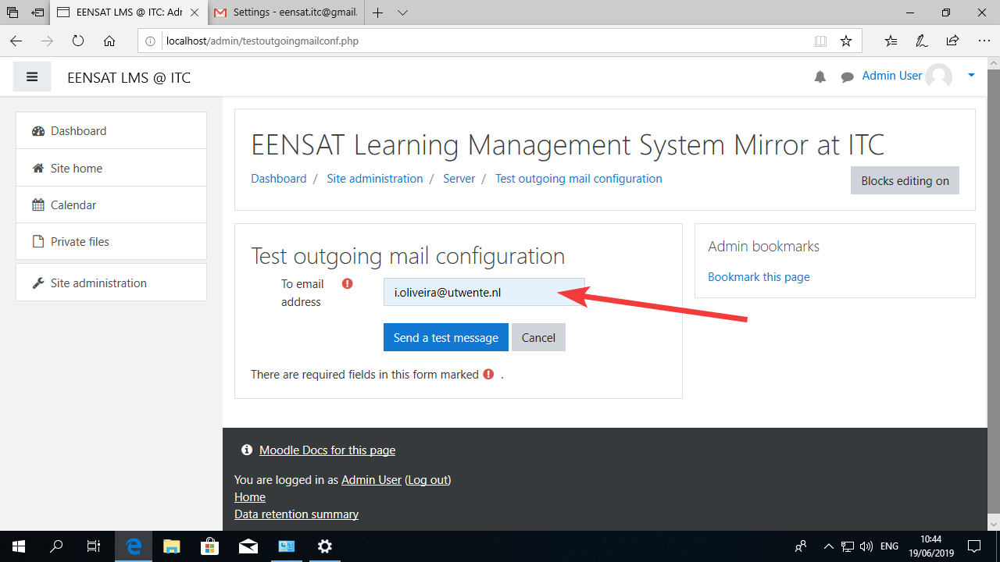 EENSAT LMS @ ITC: Adr
Settings - eensat.itc@gmail.
localhost/admin/testoutgoingmailconf.php
EENSAT LMS @ ITC
Admin User
Dashboard
Site home
Calendar
Private files
Site administration
EENSAT Learning Management System Mirror at ITC
Dashboard / Site administration / Server / Test outgoing mail configuration
Blocks editing on
Test outgoing mail configuration
To email
address
i.oliveira@utwente.nl
Send a test message
Cancel
There are required fields in this form marked .
Admin bookmarks
Bookmark this page
Moodle Docs for this page
You are logged in as Admin User (Log out)
Home
Data retention summary
ENG
10:44
19/06/2019